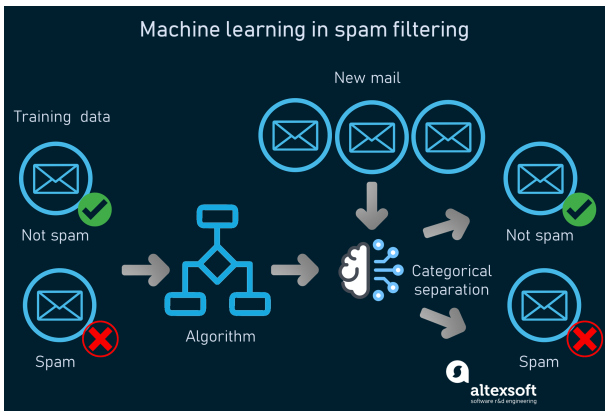 Machine learning in spam filtering
New mail
Training data
Not spam
Not spam
Categorical
separation
Algorithm
Spam
Spam
altexsoft
software r&d engineering